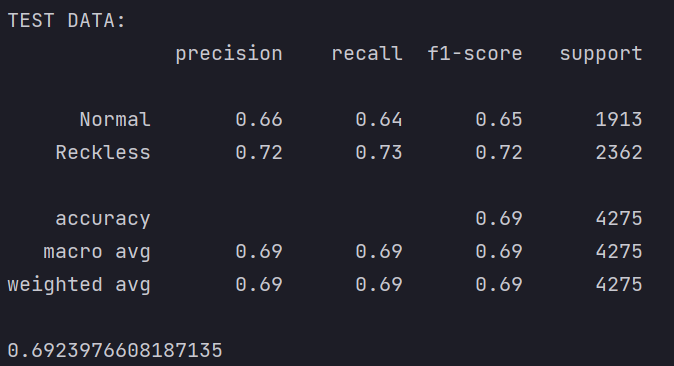 TEST DATA:
precision recall f1-score support
Normal 0.66 0.64 0.65 1913
Reckless 0.72 0.73 0.72 2362
accuracy 0.69 4275
macro avg 0.69 0.69 0.69 4275
weighted avg 0.69 0.69 0.69 4275
0.6923976608187135